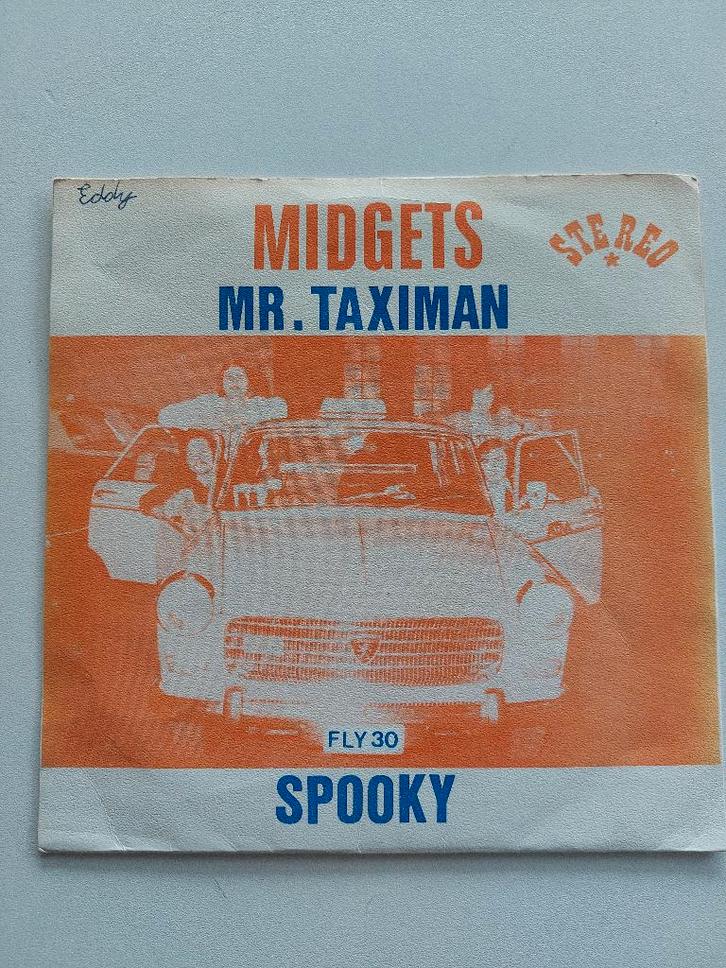 Eddy
MIDGETS
STEREO
MR. TAXIMAN
FLY 30
SPOOKY